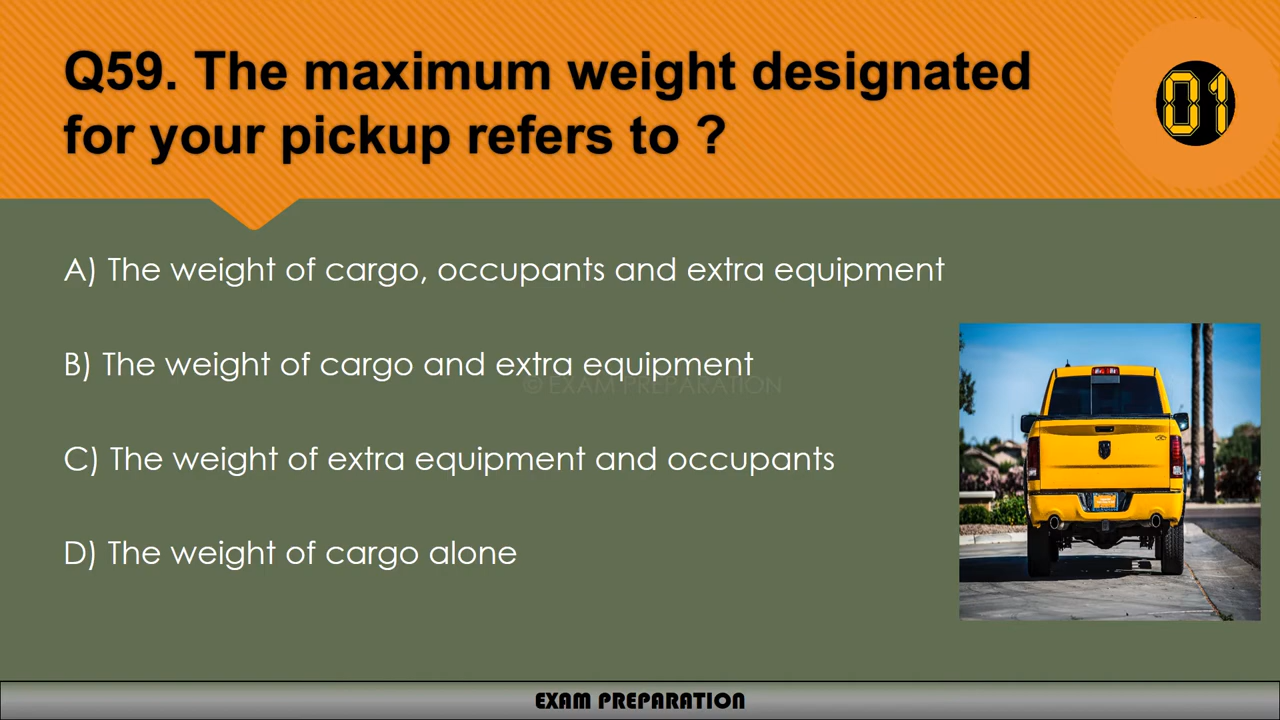 Q59. The maximum weight designated
for your pickup refers to ?
01
A) The weight of cargo, occupants and extra equipment
B) The weight of cargo and extra equipment
© EXAM PREPARATION
C) The weight of extra equipment and occupants
D) The weight of cargo alone
EXAM PREPARATION